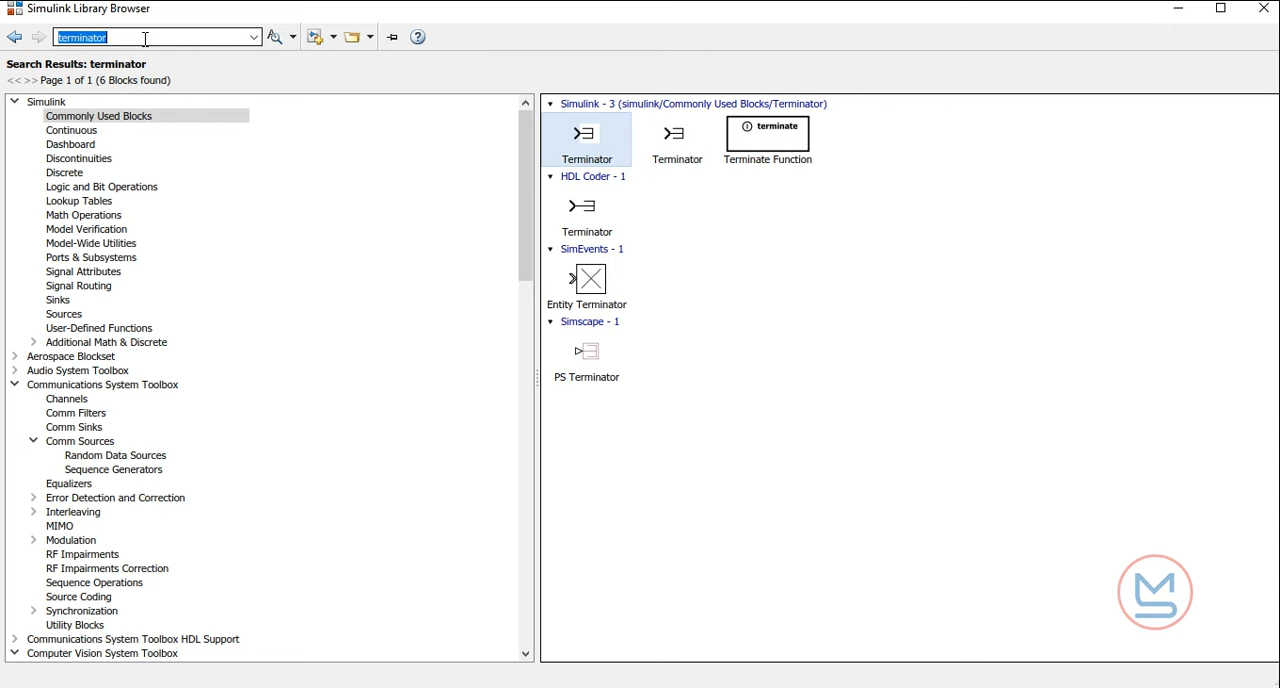 Simulink Library Browser
terminator
Search Results: terminator
<< >> Page 1 of 1 (6 Blocks found)
Simulink
Commonly Used Blocks
Continuous
Dashboard
Discontinuities
Discrete
Logic and Bit Operations
Lookup Tables
Math Operations
Model Verification
Model-Wide Utilities
Ports & Subsystems
Signal Attributes
Signal Routing
Sinks
Sources
User-Defined Functions
Additional Math & Discrete
Aerospace Blockset
Audio System Toolbox
Communications System Toolbox
Channels
Comm Filters
Comm Sinks
Comm Sources
Random Data Sources
Sequence Generators
Equalizers
Error Detection and Correction
Interleaving
MIMO
Modulation
RF Impairments
RF Impairments Correction
Sequence Operations
Source Coding
Synchronization
Utility Blocks
Communications System Toolbox HDL Support
Computer Vision System Toolbox
Simulink - 3 (simulink/Commonly Used Blocks/Terminator)
terminate
Terminator Terminator Terminate Function
HDL Coder - 1
Terminator
SimEvents - 1
Entity Terminator
Simscape - 1
PS Terminator
MS